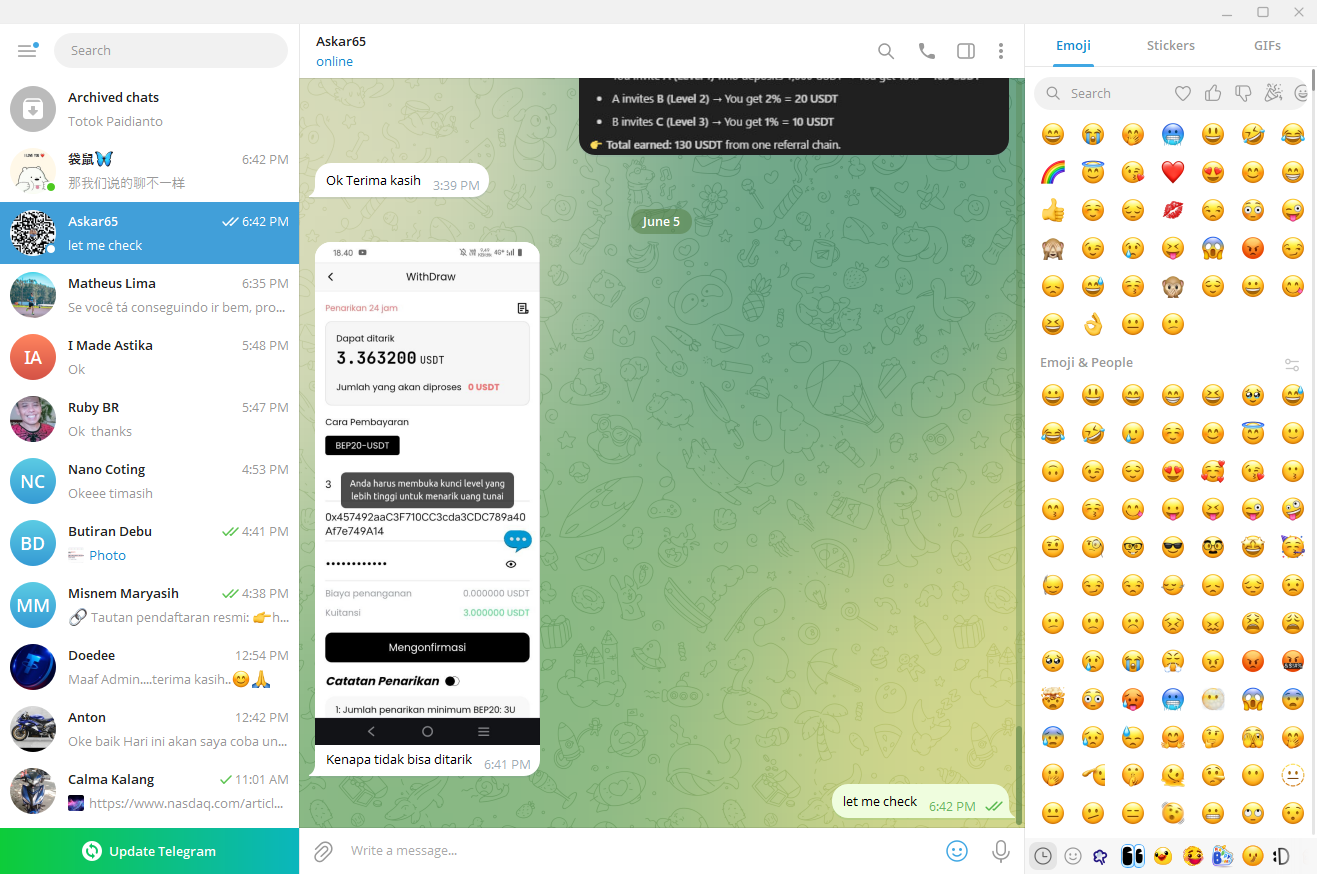 Search
Archived chats
Totok Paidianto
袋鼠🦋
6:42 PM
那我们说的聊不一样
Askar65
6:42 PM
let me check
Matheus Lima
6:35 PM
Se você tá conseguindo ir bem, pro...
I Made Astika
5:48 PM
IA
Ok
Ruby BR
5:47 PM
Ok thanks
Nano Coting
4:53 PM
NC
Okeee timasih
Butiran Debu
4:41 PM
BD
Photo
Misnem Maryasih
4:38 PM
MM
🔗 Tautan pendaftaran resmi: 👉h...
Doedee
12:54 PM
Maaf Admin....terima kasih..😊🙏
Anton
12:42 PM
Oke baik Hari ini akan saya coba un...
Calma Kalang
11:01 AM
https://www.nasdaq.com/articl...
Update Telegram
Askar65
online
• A invites B (Level 2) → You get 2% = 20 USDT
• B invites C (Level 3) → You get 1% = 10 USDT
👉 Total earned: 130 USDT from one referral chain.
Ok Terima kasih 3:39 PM
June 5
18.40
WithDraw
Penarikan 24 jam
Dapat ditarik
3.363200 USDT
Jumlah yang akan diproses 0 USDT
Cara Pembayaran
BEP20-USDT
3
Anda harus membuka kunci level yang
lebih tinggi untuk menarik uang tunai
0x457492aaC3F710CC3cda3CDC789a40
Af7e749A14
••••••••••••
Biaya penanganan 0.000000 USDT
Kuitansi 3.000000 USDT
Mengonfirmasi
Catatan Penarikan
1: Jumlah penarikan minimum BEP20: 3U
Kenapa tidak bisa ditarik 6:41 PM
let me check 6:42 PM
Write a message...
Emoji
Stickers
GIFs
Search
Emoji & People